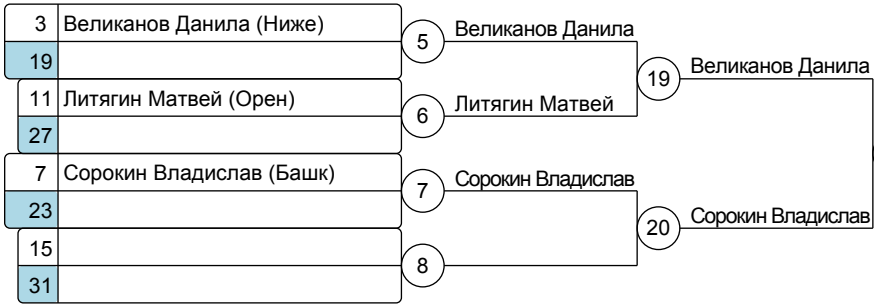 3 Великанов Данила (Ниже)
19
11 Литягин Матвей (Орен)
27
7 Сорокин Владислав (Башк)
23
15
31
5 Великанов Данила
6 Литягин Матвей
7 Сорокин Владислав
8
19 Великанов Данила
20 Сорокин Владислав